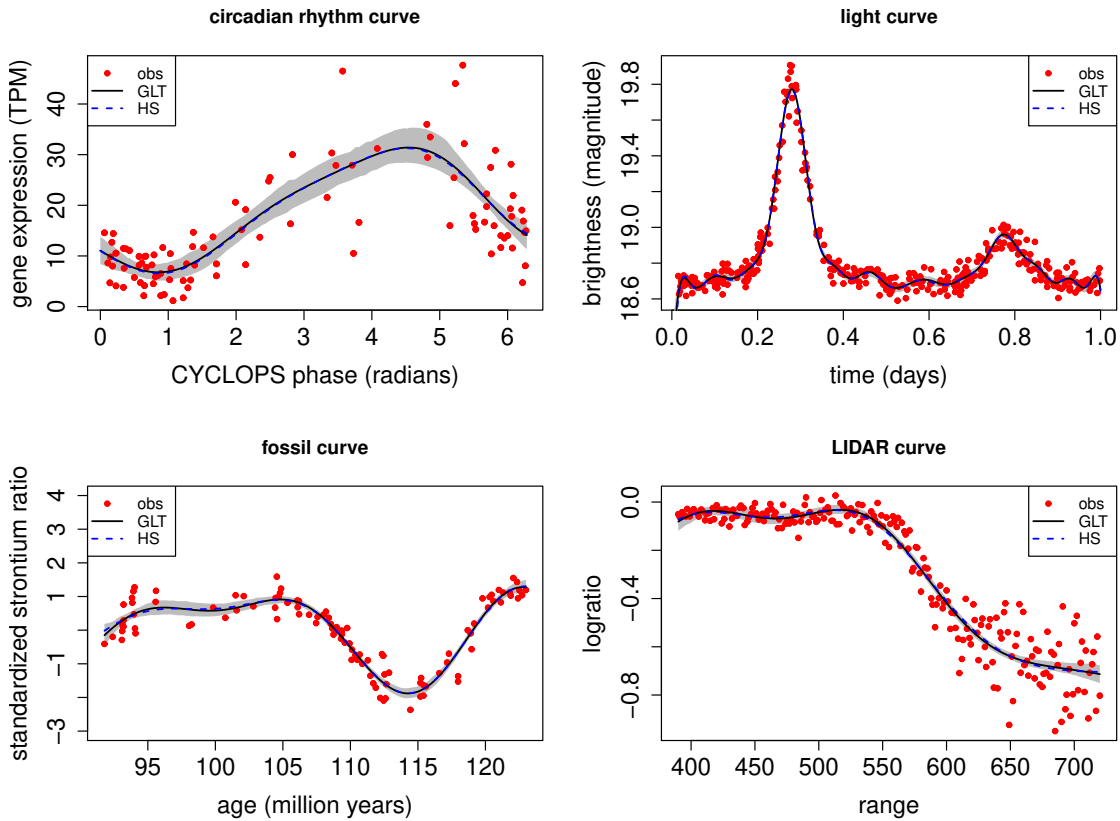 circadian rhythm curve
gene expression (TPM)
0 10 20 30 40
obs
GLT
HS
0 1 2 3 4 5 6
CYCLOPS phase (radians)
light curve
brightness (magnitude)
18.6 19.0 19.4 19.8
obs
GLT
HS
0.0 0.2 0.4 0.6 0.8 1.0
time (days)
fossil curve
standardized strontium ratio
−3 −1 1 2 3 4
obs
GLT
HS
95 100 105 110 115 120
age (million years)
LIDAR curve
logratio
−0.8 −0.4 0.0
obs
GLT
HS
400 450 500 550 600 650 700
range